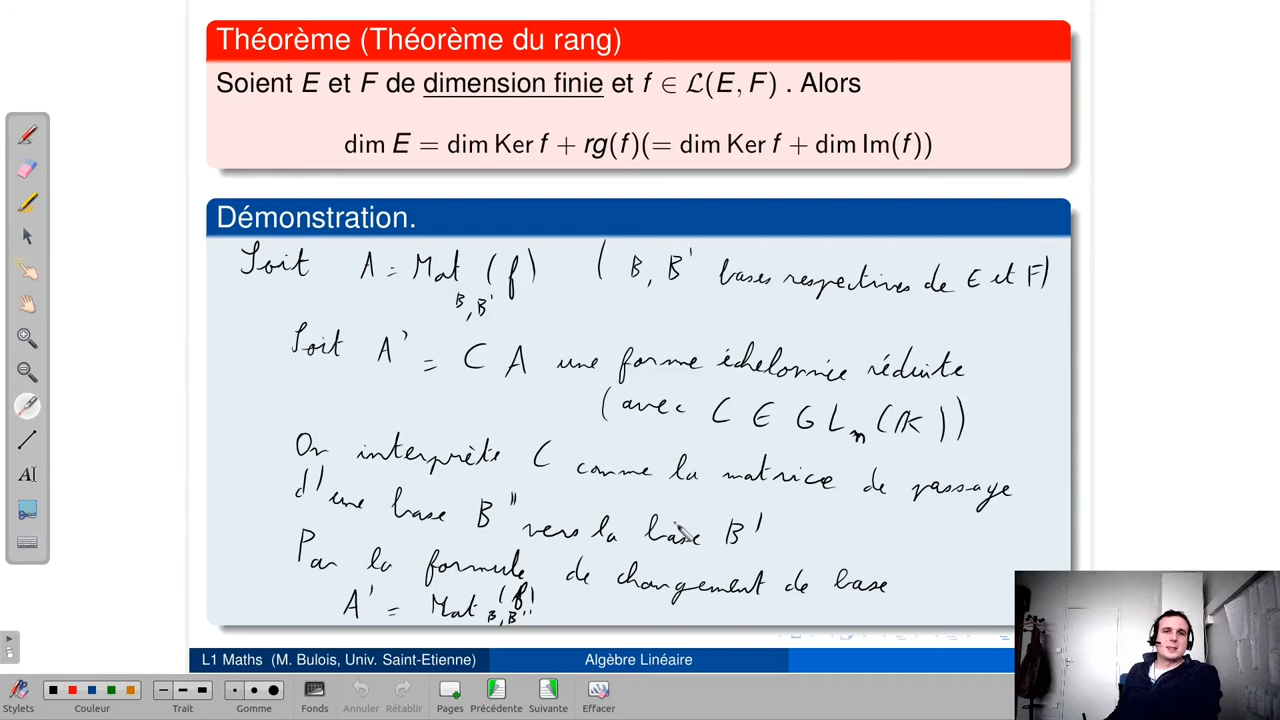 Théorème (Théorème du rang)
Soient E et F de dimension finie et f ∈ ℒ(E, F) . Alors
dim E = dim Ker f + rg(f)(= dim Ker f + dim Im(f))
Démonstration.
Soit A = Mat_{B, B'} (f) ( B, B' bases respectives de E et F)
Soit A' = C A une forme échelonnée réduite
(avec C ∈ GL_n(𝕂))
On interprète C comme la matrice de passage
d'une base B'' vers la base B'
Par la formule de changement de base
A' = Mat_{B, B''} (f)
L1 Maths (M. Bulois, Univ. Saint-Etienne) Algèbre Linéaire
Stylets Couleur Trait Gomme Fonds Annuler Rétablir Pages Précédente Suivante Effacer